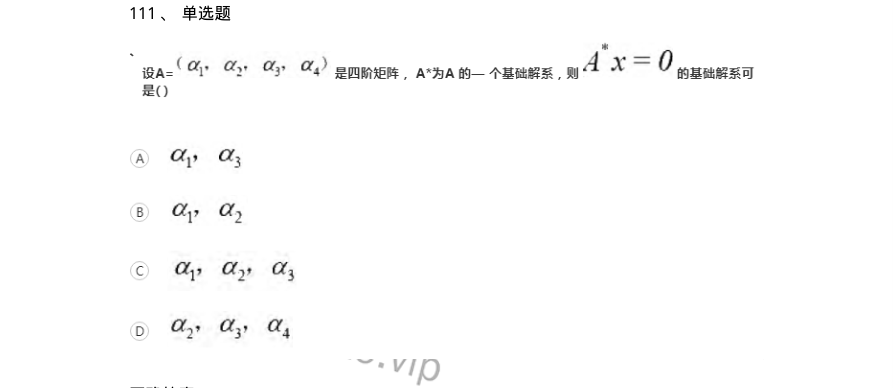 111 、 单选题
设A=(α₁, α₂, α₃, α₄) 是四阶矩阵，A*为A 的一 个基础解系，则 A*x=0 的基础解系可
是( )
A α₁, α₃
B α₁, α₂
C α₁, α₂, α₃
D α₂, α₃, α₄
.vip